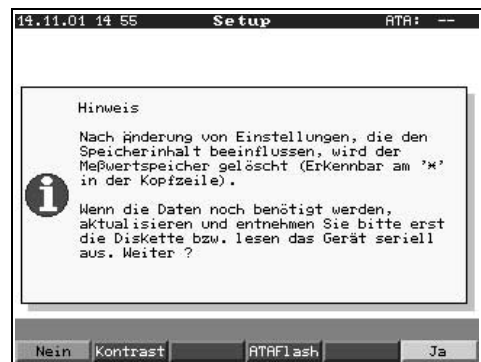 14.11.01 14 55 Setup ATA: --
Hinweis
Nach änderung von Einstellungen, die den
Speicherinhalt beeinflussen, wird der
Meßwertspeicher gelöscht (Erkennbar am '*'
in der Kopfzeile).
Wenn die Daten noch benötigt werden,
aktualisieren und entnehmen Sie bitte erst
die Diskette bzw. lesen das Gerät seriell
aus. Weiter ?
Nein Kontrast ATAFlash Ja